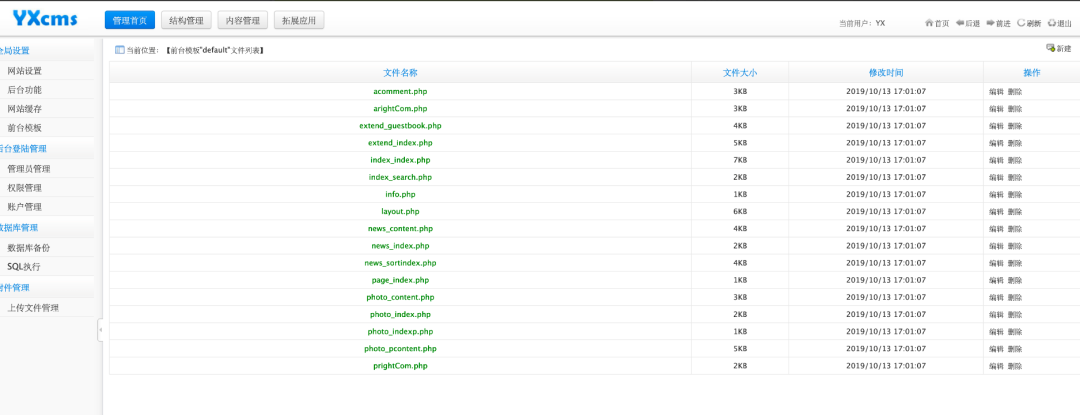 YXcms 管理首页 结构管理 内容管理 拓展应用 当前用户：YX 首页 后退 前进 刷新 退出
全局设置
网站设置
后台功能
网站缓存
前台模板
后台登陆管理
管理员管理
权限管理
账户管理
数据库管理
数据库备份
SQL执行
附件管理
上传文件管理
当前位置：【前台模板"default"文件列表】 新建
文件名称 文件大小 修改时间 操作
acomment.php 3KB 2019/10/13 17:01:07 编辑 删除
arightCom.php 3KB 2019/10/13 17:01:07 编辑 删除
extend_guestbook.php 4KB 2019/10/13 17:01:07 编辑 删除
extend_index.php 5KB 2019/10/13 17:01:07 编辑 删除
index_index.php 7KB 2019/10/13 17:01:07 编辑 删除
index_search.php 2KB 2019/10/13 17:01:07 编辑 删除
info.php 1KB 2019/10/13 17:01:07 编辑 删除
layout.php 6KB 2019/10/13 17:01:07 编辑 删除
news_content.php 4KB 2019/10/13 17:01:07 编辑 删除
news_index.php 2KB 2019/10/13 17:01:07 编辑 删除
news_sortindex.php 4KB 2019/10/13 17:01:07 编辑 删除
page_index.php 1KB 2019/10/13 17:01:07 编辑 删除
photo_content.php 3KB 2019/10/13 17:01:07 编辑 删除
photo_index.php 2KB 2019/10/13 17:01:07 编辑 删除
photo_indexp.php 1KB 2019/10/13 17:01:07 编辑 删除
photo_pcontent.php 5KB 2019/10/13 17:01:07 编辑 删除
prightCom.php 2KB 2019/10/13 17:01:07 编辑 删除